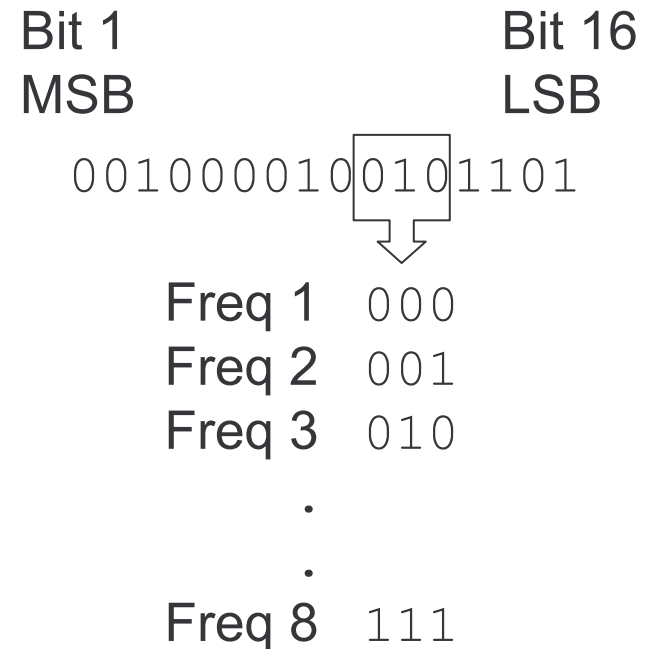 Bit 1 Bit 16
MSB LSB
0010000100101101
Freq 1 000
Freq 2 001
Freq 3 010
.
.
Freq 8 111